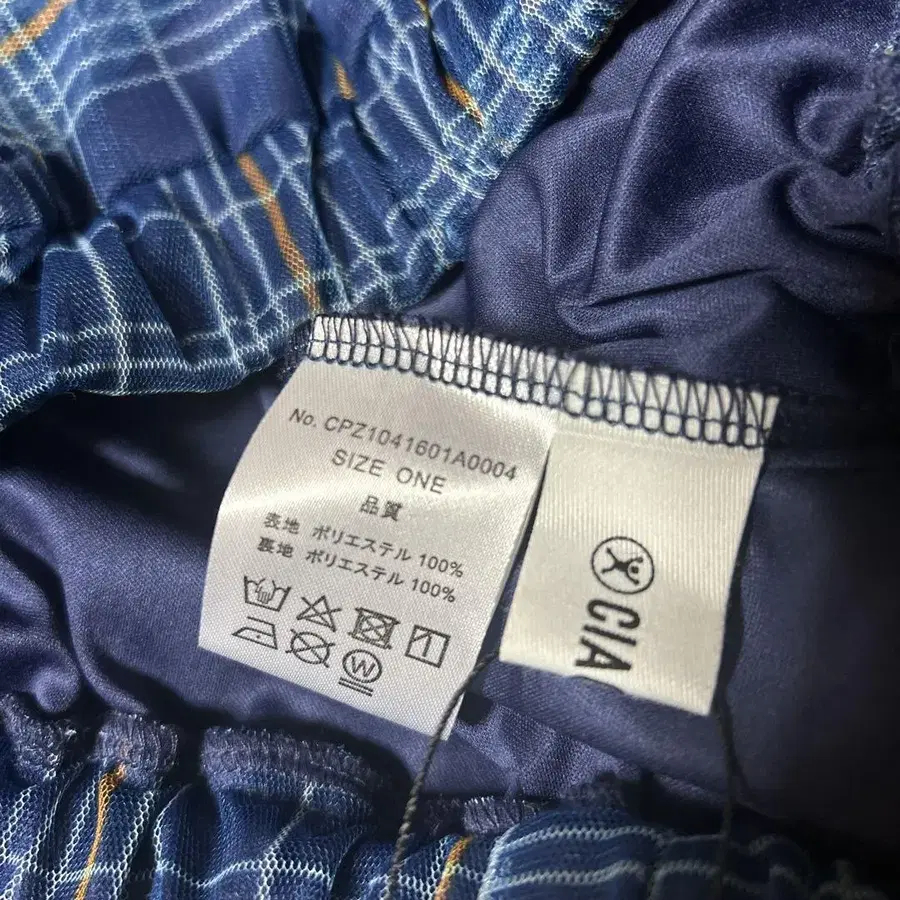 No. CPZ1041601A0004
SIZE ONE
品質
表地 ポリエステル 100%
裏地 ポリエステル 100%
W
CIA